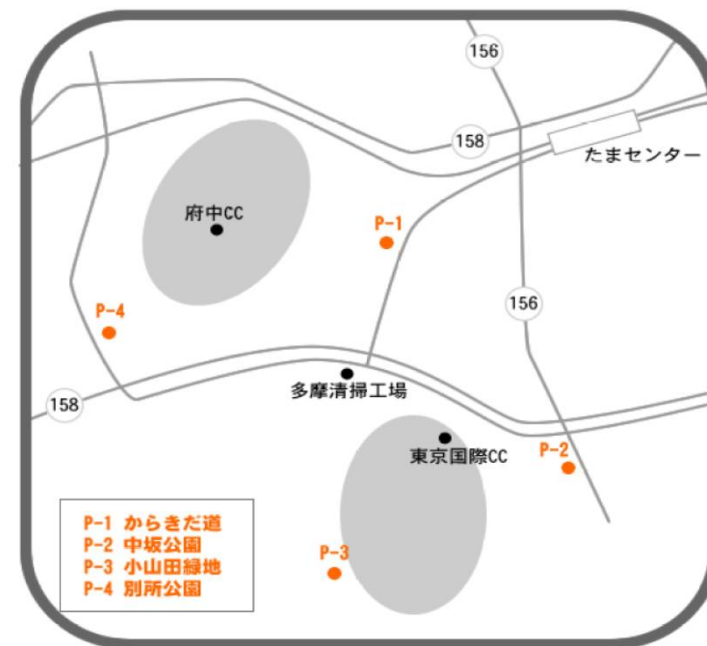 156
158
たまセンター
府中CC
P-1
156
P-4
多摩清掃工場
158
東京国際CC
P-2
P-3
P-1 からきだ道
P-2 中坂公園
P-3 小山田緑地
P-4 別所公園